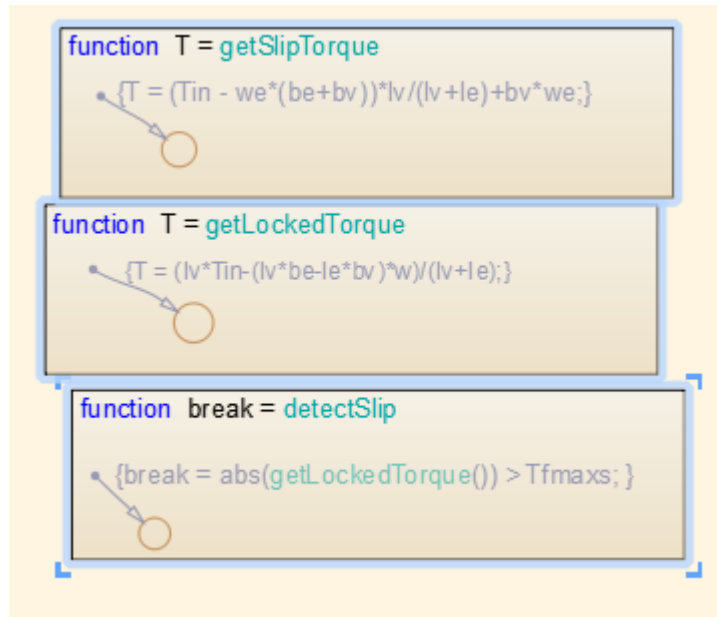 function T = getSlipTorque
{T = (Tin - we*(be+bv))*Iv/(Iv+Ie)+bv*we;}
function T = getLockedTorque
{T = (Iv*Tin-(Iv*be-Ie*bv)*w)/(Iv+Ie);}
function break = detectSlip
{break = abs(getLockedTorque()) > Tfmaxs; }